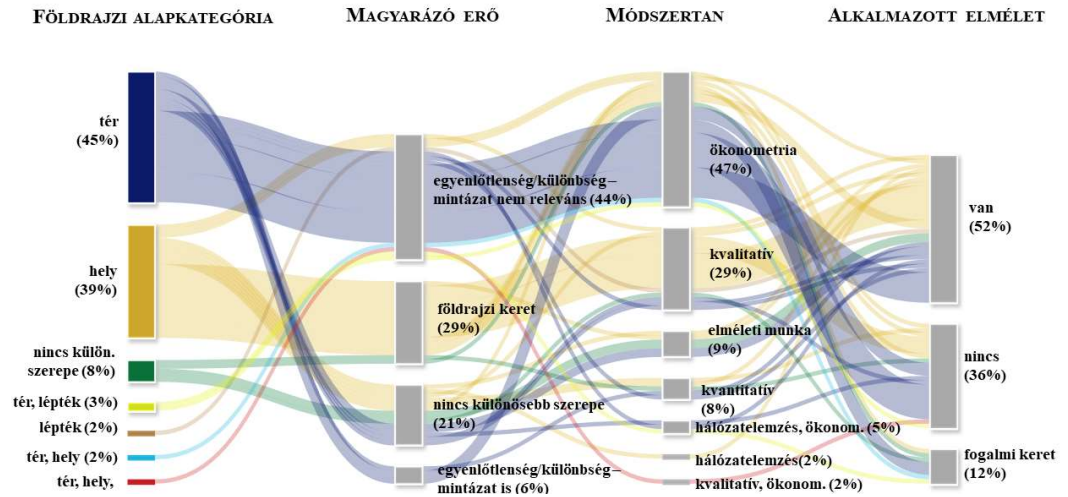 FÖLDRAJZI ALAPKATEGÓRIA
MAGYARÁZÓ ERŐ
MÓDSZERTAN
ALKALMAZOTT ELMÉLET
tér
(45%)
hely
(39%)
nincs külön.
szerepe (8%)
tér, lépték (3%)
lépték (2%)
tér, hely (2%)
tér, hely,
egyenlőtlenség/különbség–
mintázat nem releváns (44%)
földrajzi keret
(29%)
nincs különösebb szerepe
(21%)
egyenlőtlenség/különbség–
mintázat is (6%)
ökonometria
(47%)
kvalitatív
(29%)
elméleti munka
(9%)
kvantitatív
(8%)
hálózatelemzés, ökonom. (5%)
hálózatelemzés(2%)
kvalitatív, ökonom. (2%)
van
(52%)
nincs
(36%)
fogalmi keret
(12%)